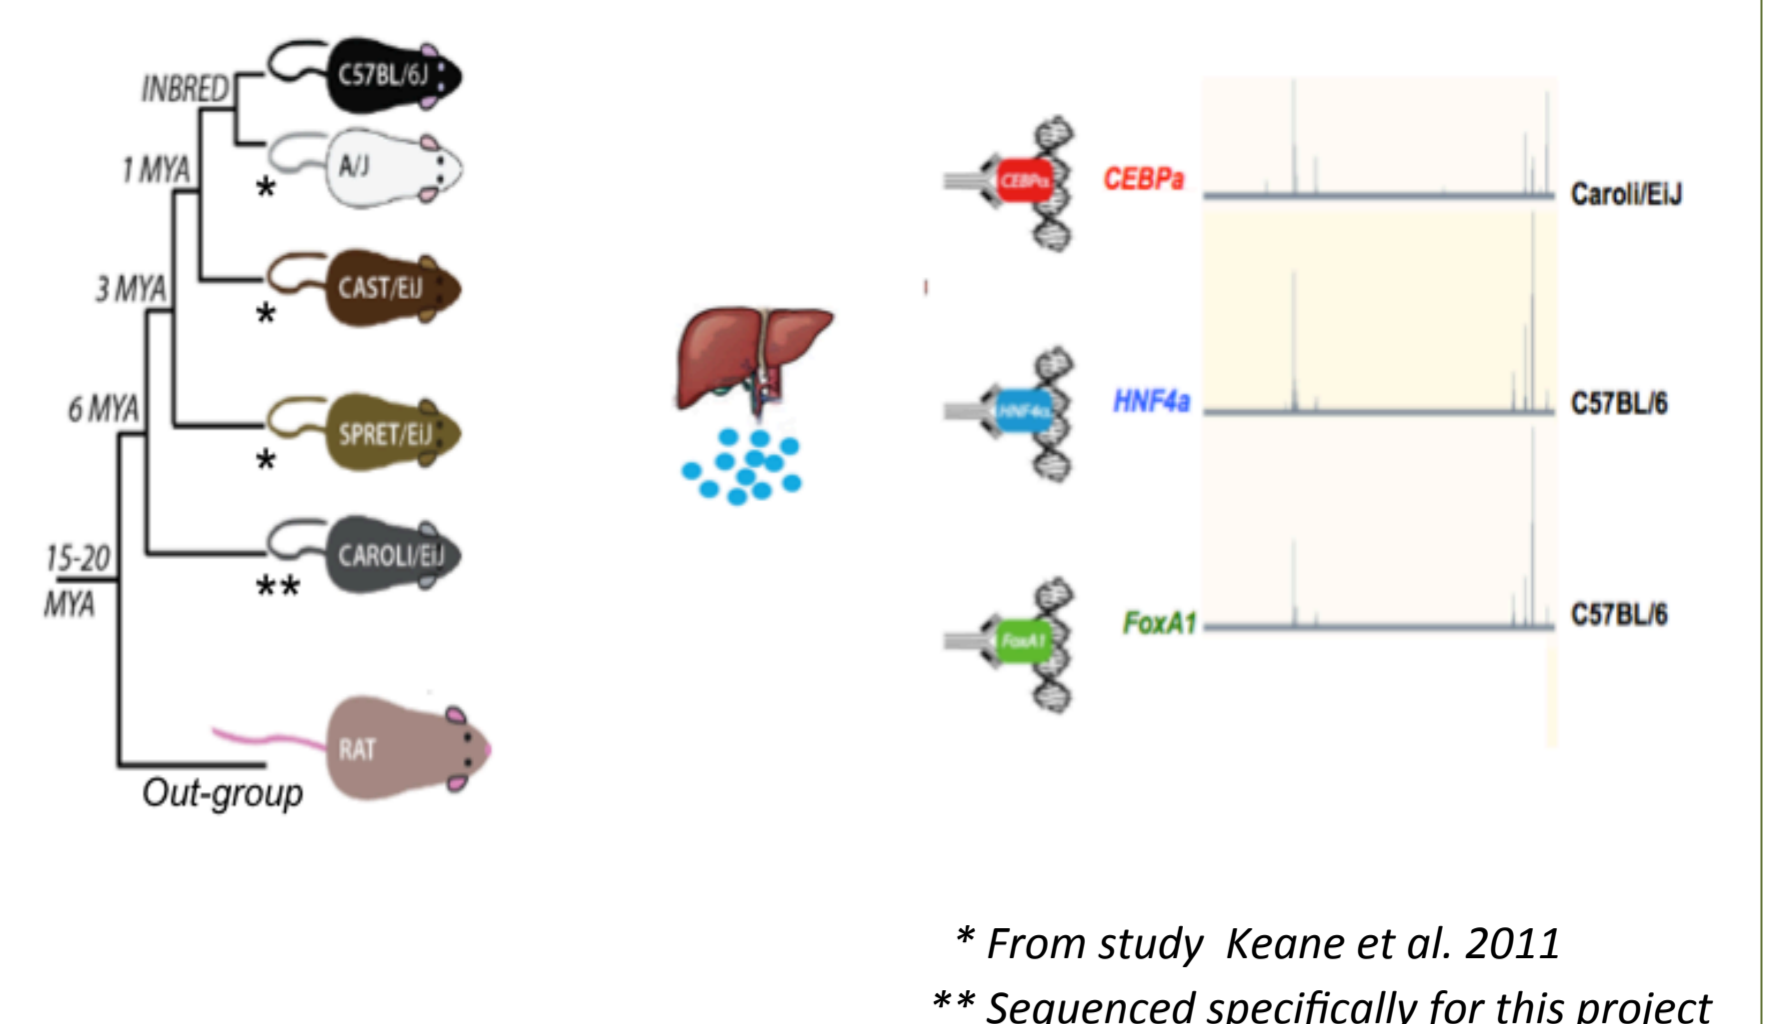 INBRED
C57BL/6J
1 MYA
A/J
*
3 MYA
CAST/EiJ
*
6 MYA
SPRET/EiJ
*
15-20
MYA
CAROLI/EiJ
**
RAT
Out-group
CEBPα
CEBPa
Caroli/EiJ
HNF4α
HNF4a
C57BL/6
FoxA1
FoxA1
C57BL/6
* From study Keane et al. 2011
** Sequenced specifically for this project